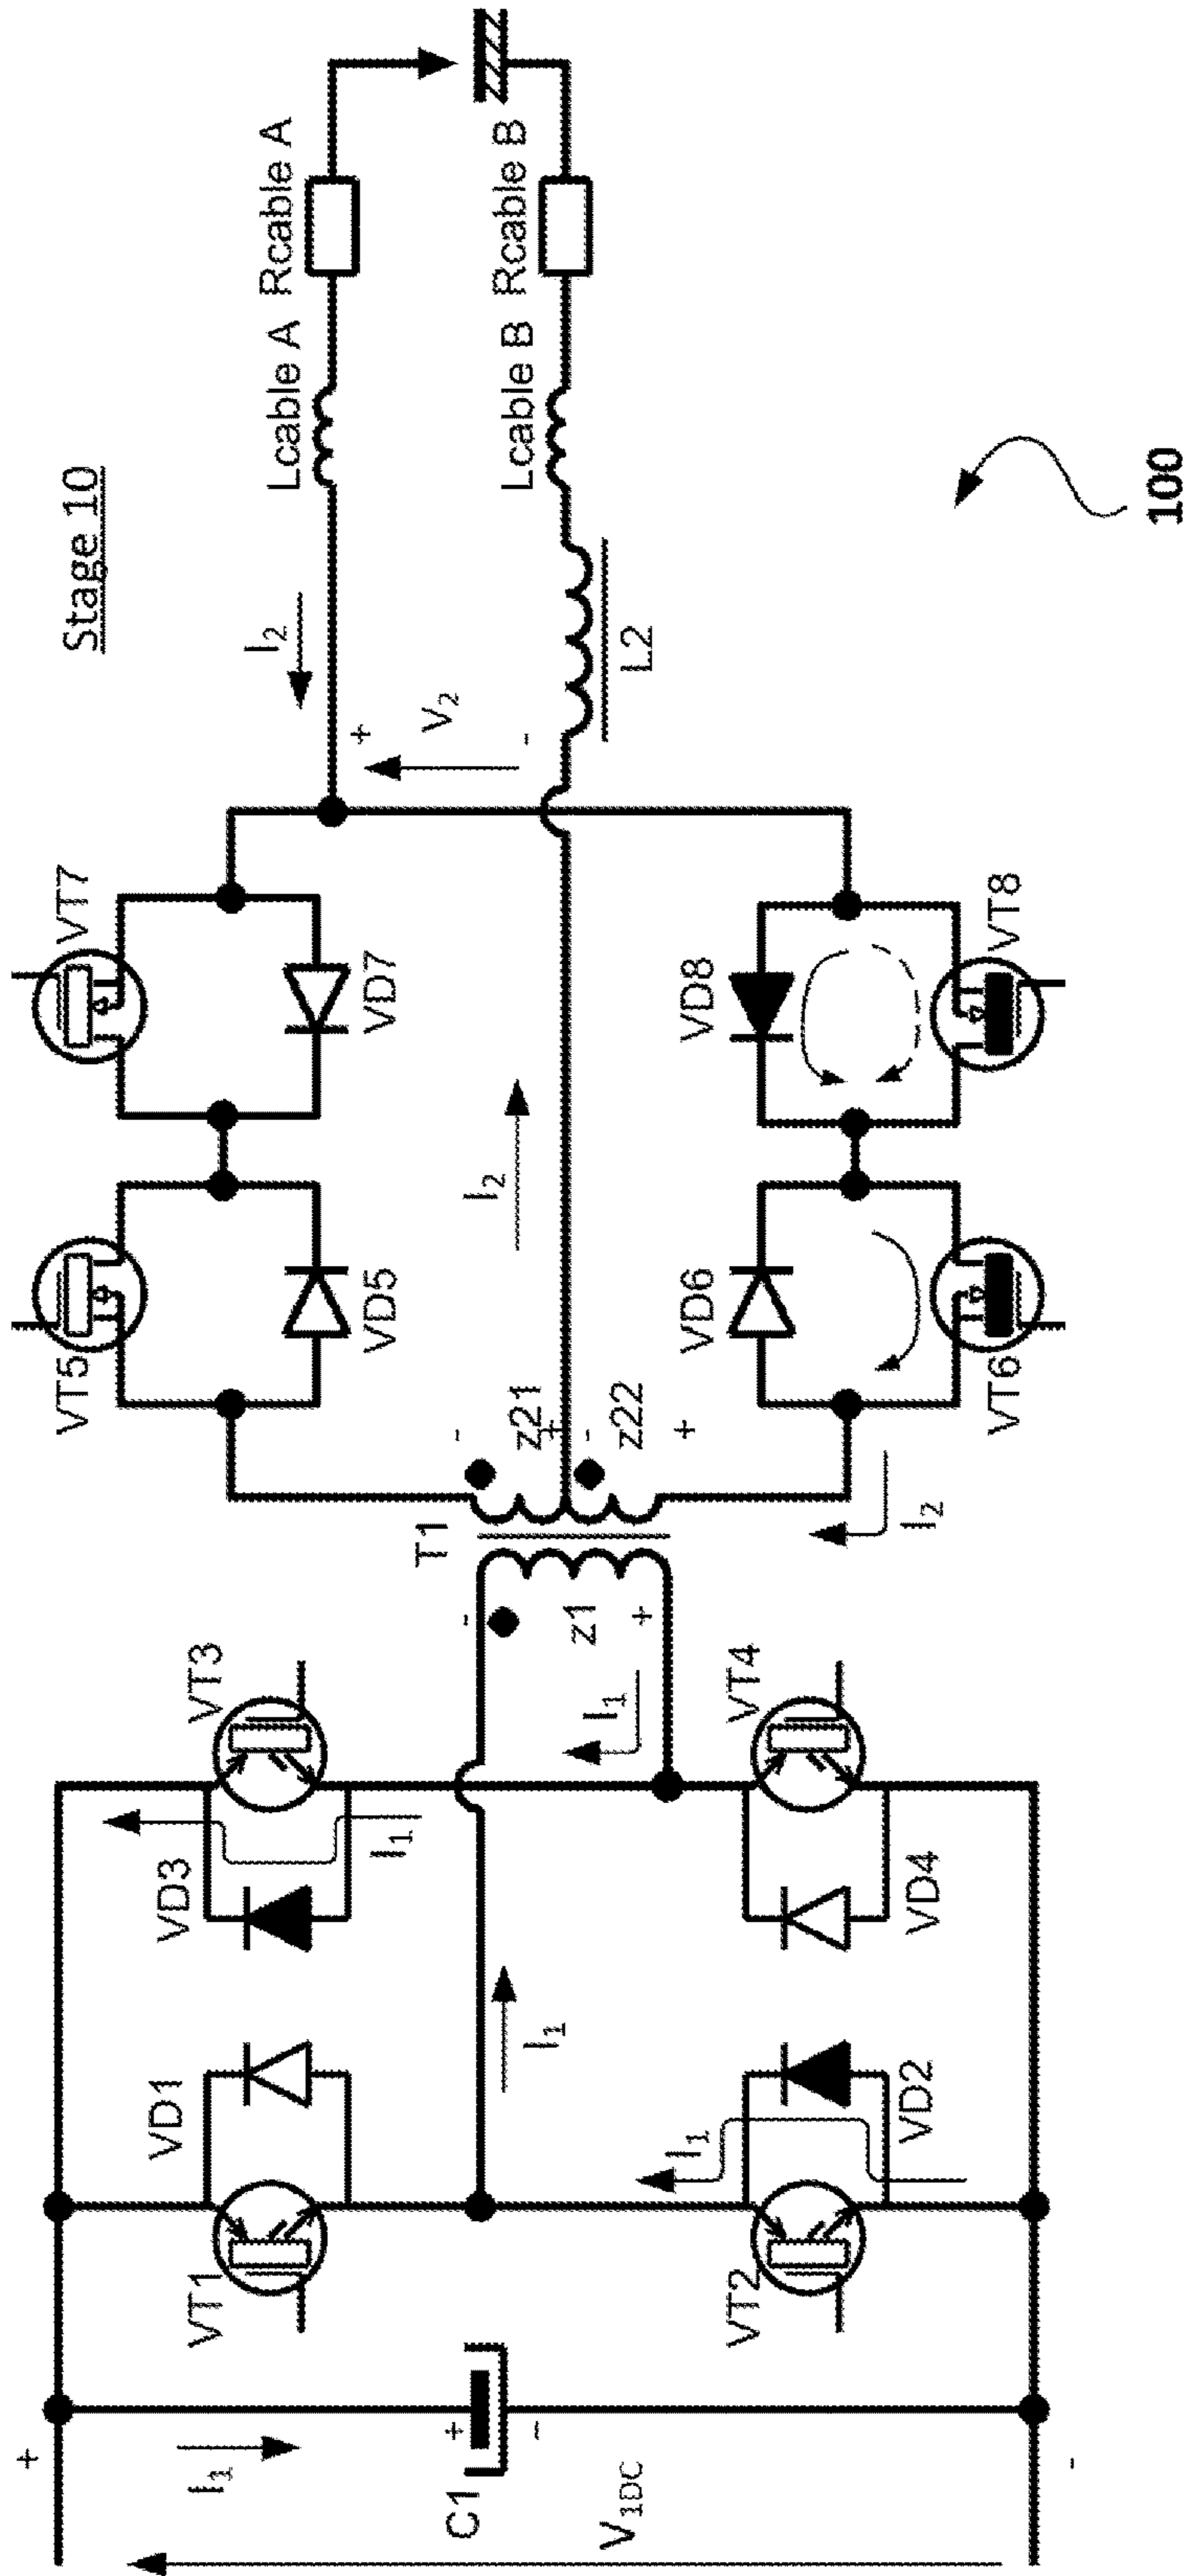 Stage 10
+
I1
C1
+
-
V1DC
-
VT1
VD1
VD3
VT3
I1
I1
I1
VT2
VD2
I1
VD4
VT4
-
z1
+
T1
-
z21
+
-
z22
+
I2
VT5
VD5
VT7
VD7
I2
VD6
VT6
VD8
VT8
I2
+
V2
-
L2
Lcable A
Rcable A
Lcable B
Rcable B
100